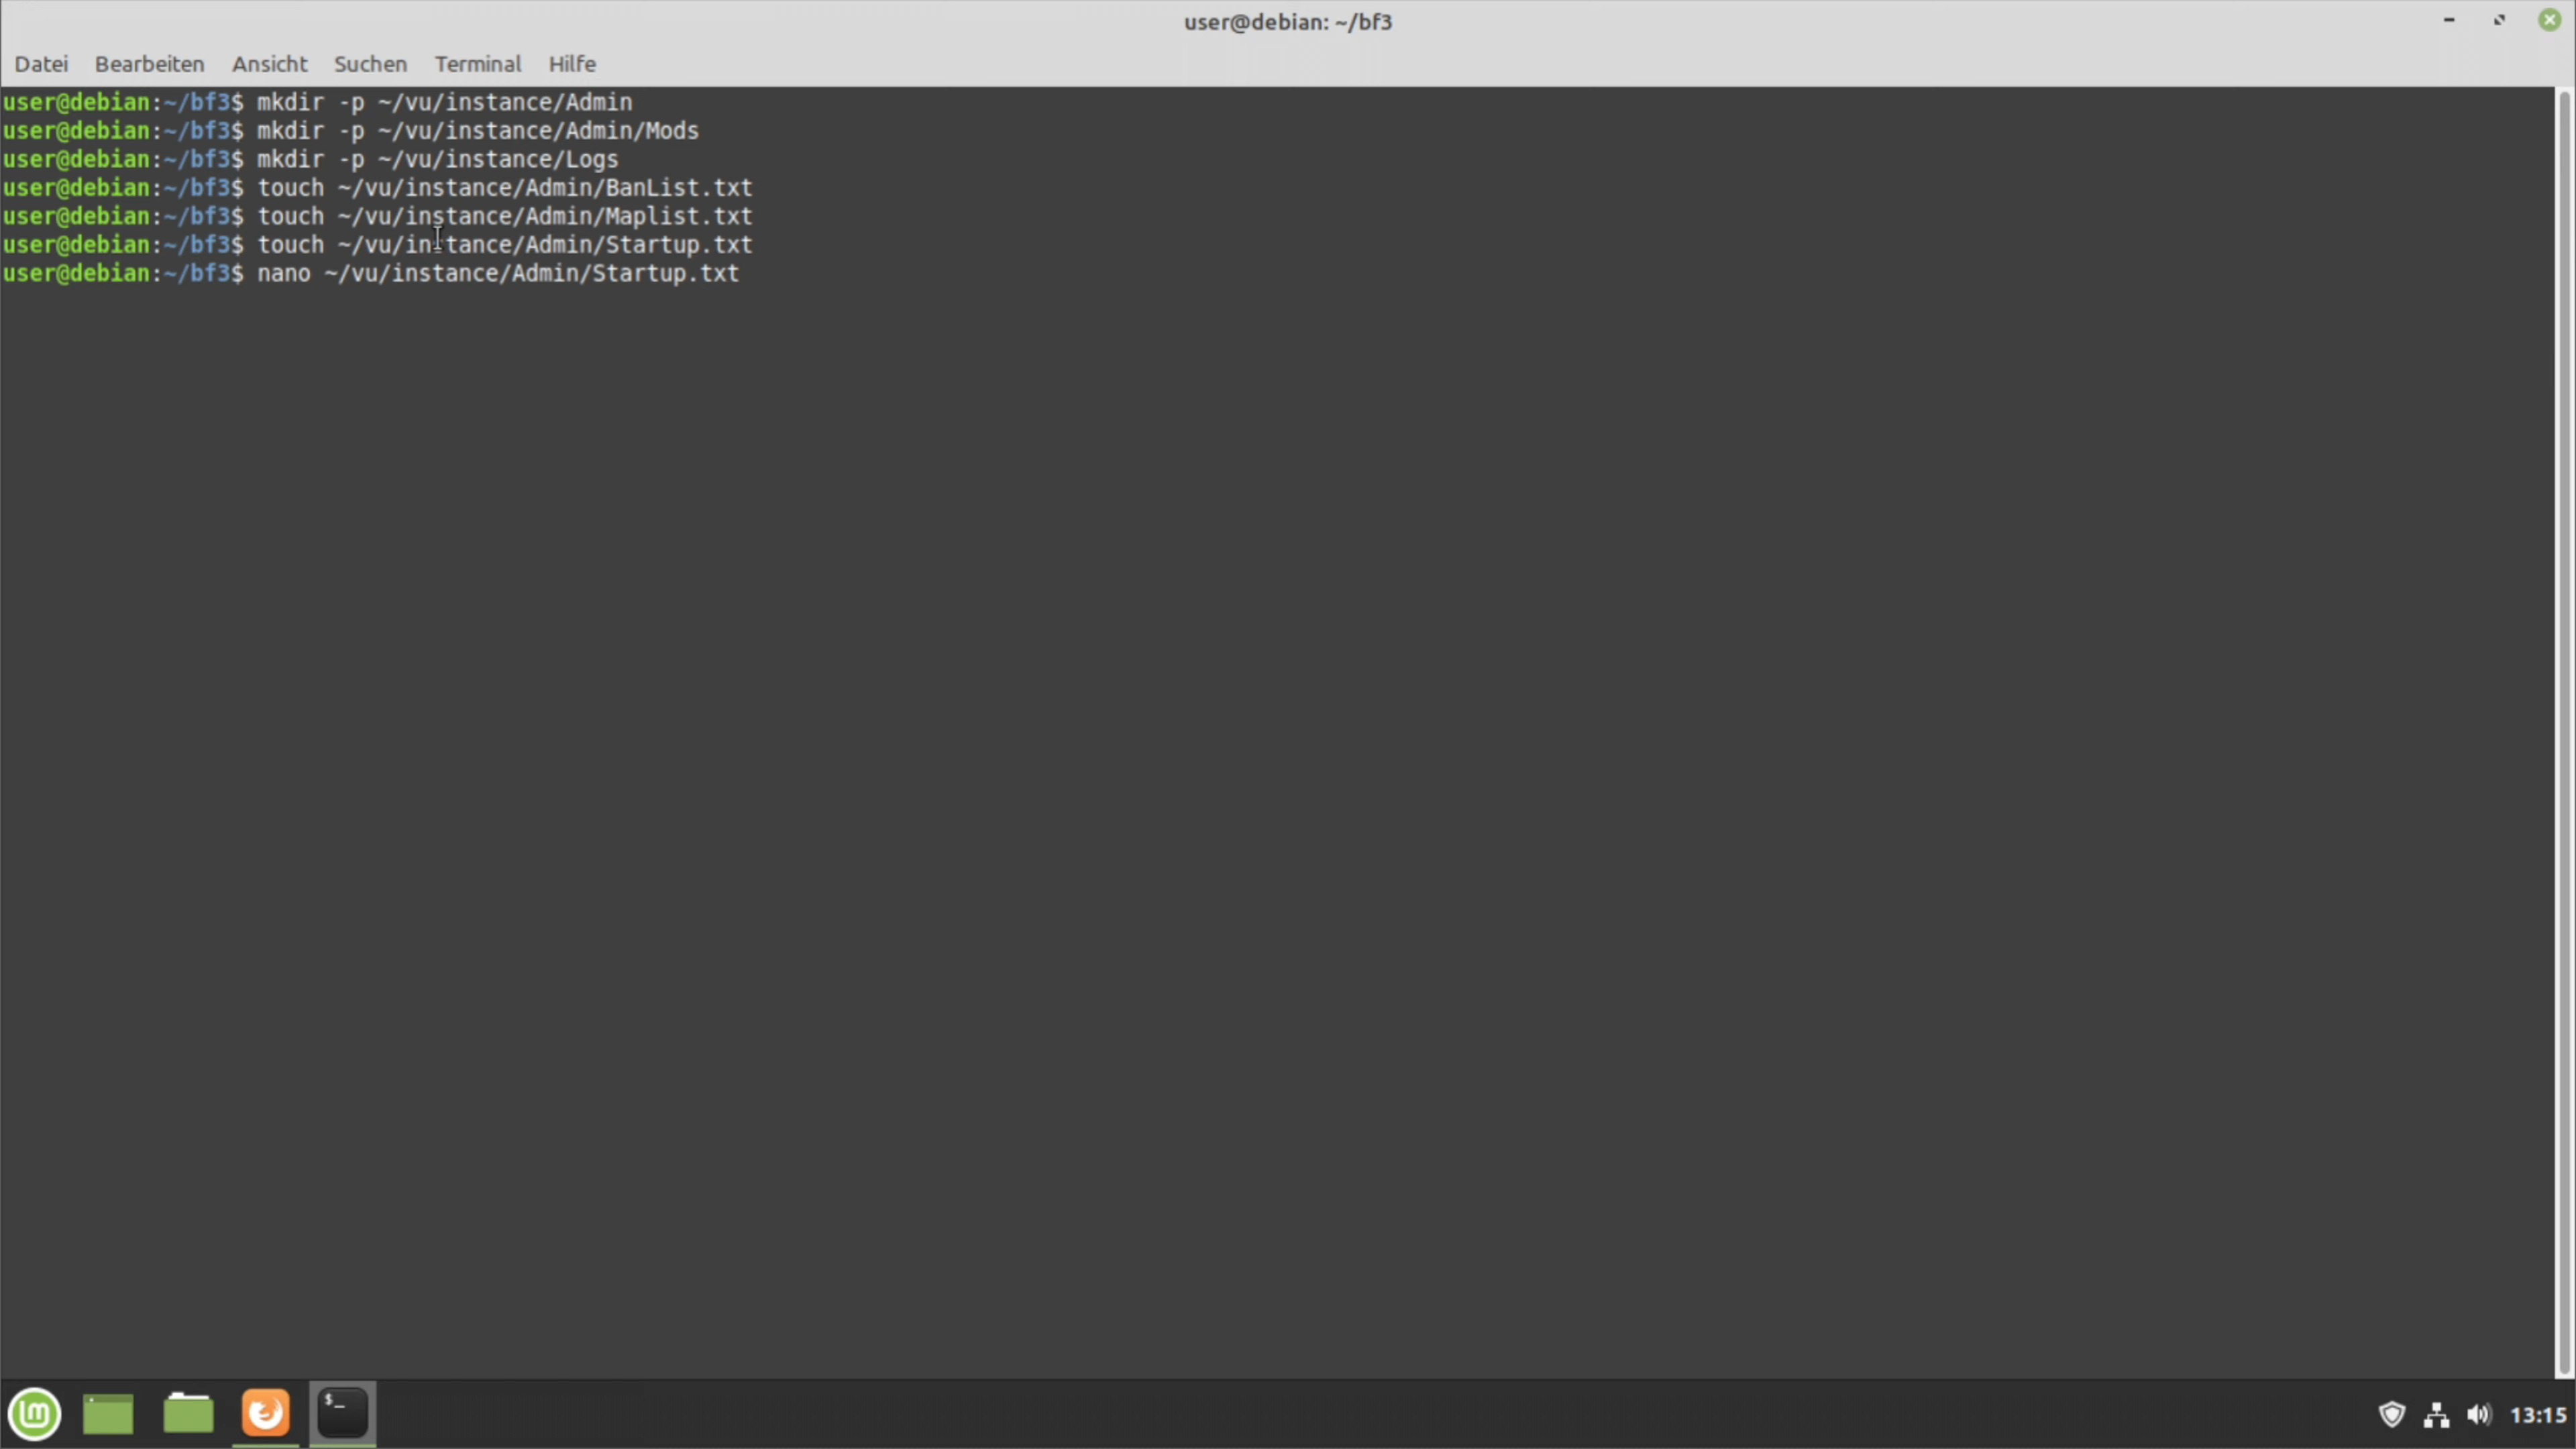 user@debian: ~/bf3
Datei Bearbeiten Ansicht Suchen Terminal Hilfe
user@debian:~/bf3$ mkdir -p ~/vu/instance/Admin
user@debian:~/bf3$ mkdir -p ~/vu/instance/Admin/Mods
user@debian:~/bf3$ mkdir -p ~/vu/instance/Logs
user@debian:~/bf3$ touch ~/vu/instance/Admin/BanList.txt
user@debian:~/bf3$ touch ~/vu/instance/Admin/Maplist.txt
user@debian:~/bf3$ touch ~/vu/instance/Admin/Startup.txt
user@debian:~/bf3$ nano ~/vu/instance/Admin/Startup.txt
$_
13:15